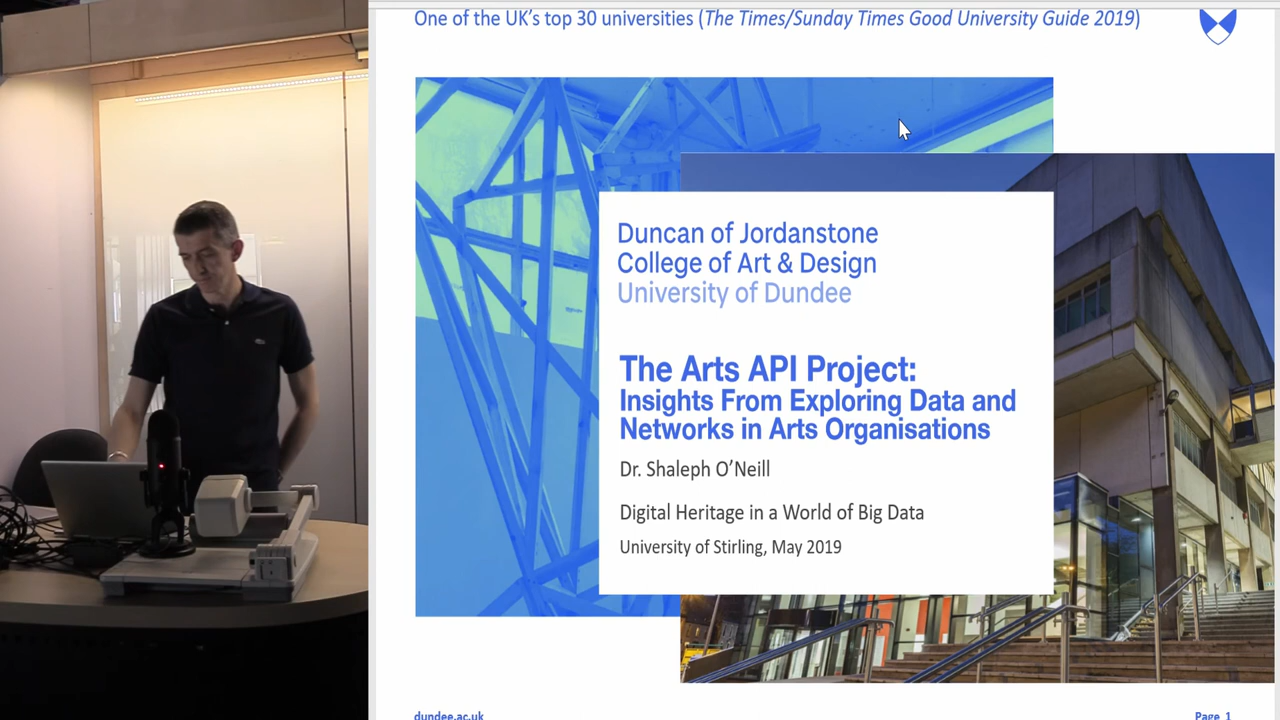 One of the UK's top 30 universities (The Times/Sunday Times Good University Guide 2019)
Duncan of Jordanstone
College of Art & Design
University of Dundee
The Arts API Project:
Insights From Exploring Data and
Networks in Arts Organisations
Dr. Shaleph O'Neill
Digital Heritage in a World of Big Data
University of Stirling, May 2019
dundee.ac.uk
Page 1